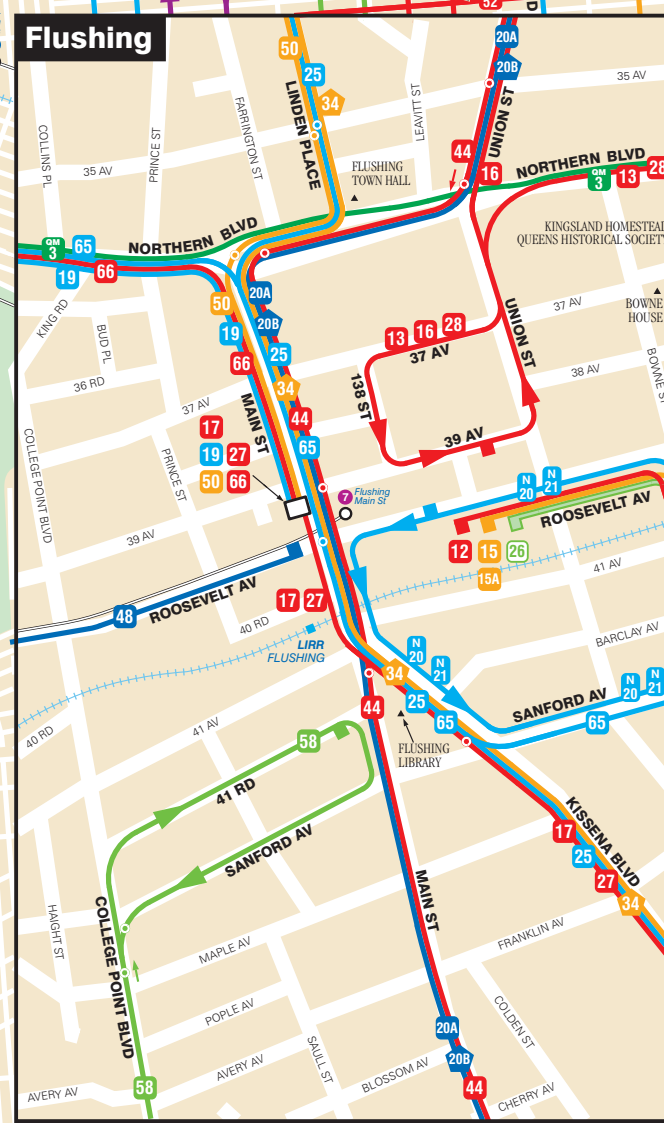 52
D
Flushing
20A
20B
50
25
34
UNION ST
35 AV
LINDEN PLACE
LEAVITT ST
FARRINGTON ST
PRINCE ST
COLLINS PL
35 AV
FLUSHING
TOWN HALL
44
16
NORTHERN BLVD
QM
3
13
28
NORTHERN BLVD
QM
3
65
19
66
KINGSLAND HOMESTEAD
QUEENS HISTORICAL SOCIETY
KING RD
BUD PL
50
19
66
20A
20B
25
34
44
65
13
16
28
37 AV
UNION ST
37 AV
BOWNE
HOUSE
38 AV
BOWNE ST
36 RD
37 AV
138 ST
39 AV
MAIN ST
17
19
27
50
66
COLLEGE POINT BLVD
PRINCE ST
39 AV
7
Flushing
Main St
N
20
N
21
ROOSEVELT AV
12
15
26
15A
41 AV
48
ROOSEVELT AV
17
27
40 RD
LIRR
FLUSHING
BARCLAY AV
N
20
N
21
34
25
65
N
20
N
21
SANFORD AV
65
44
FLUSHING
LIBRARY
40 RD
41 AV
58
41 RD
SANFORD AV
KISSENA BLVD
17
25
27
34
MAIN ST
COLLEGE POINT BLVD
HAIGHT ST
MAPLE AV
FRANKLIN AV
POPLE AV
COLDEN ST
SAULL ST
20A
20B
44
AVERY AV
AVERY AV
58
BLOSSOM AV
CHERRY AV